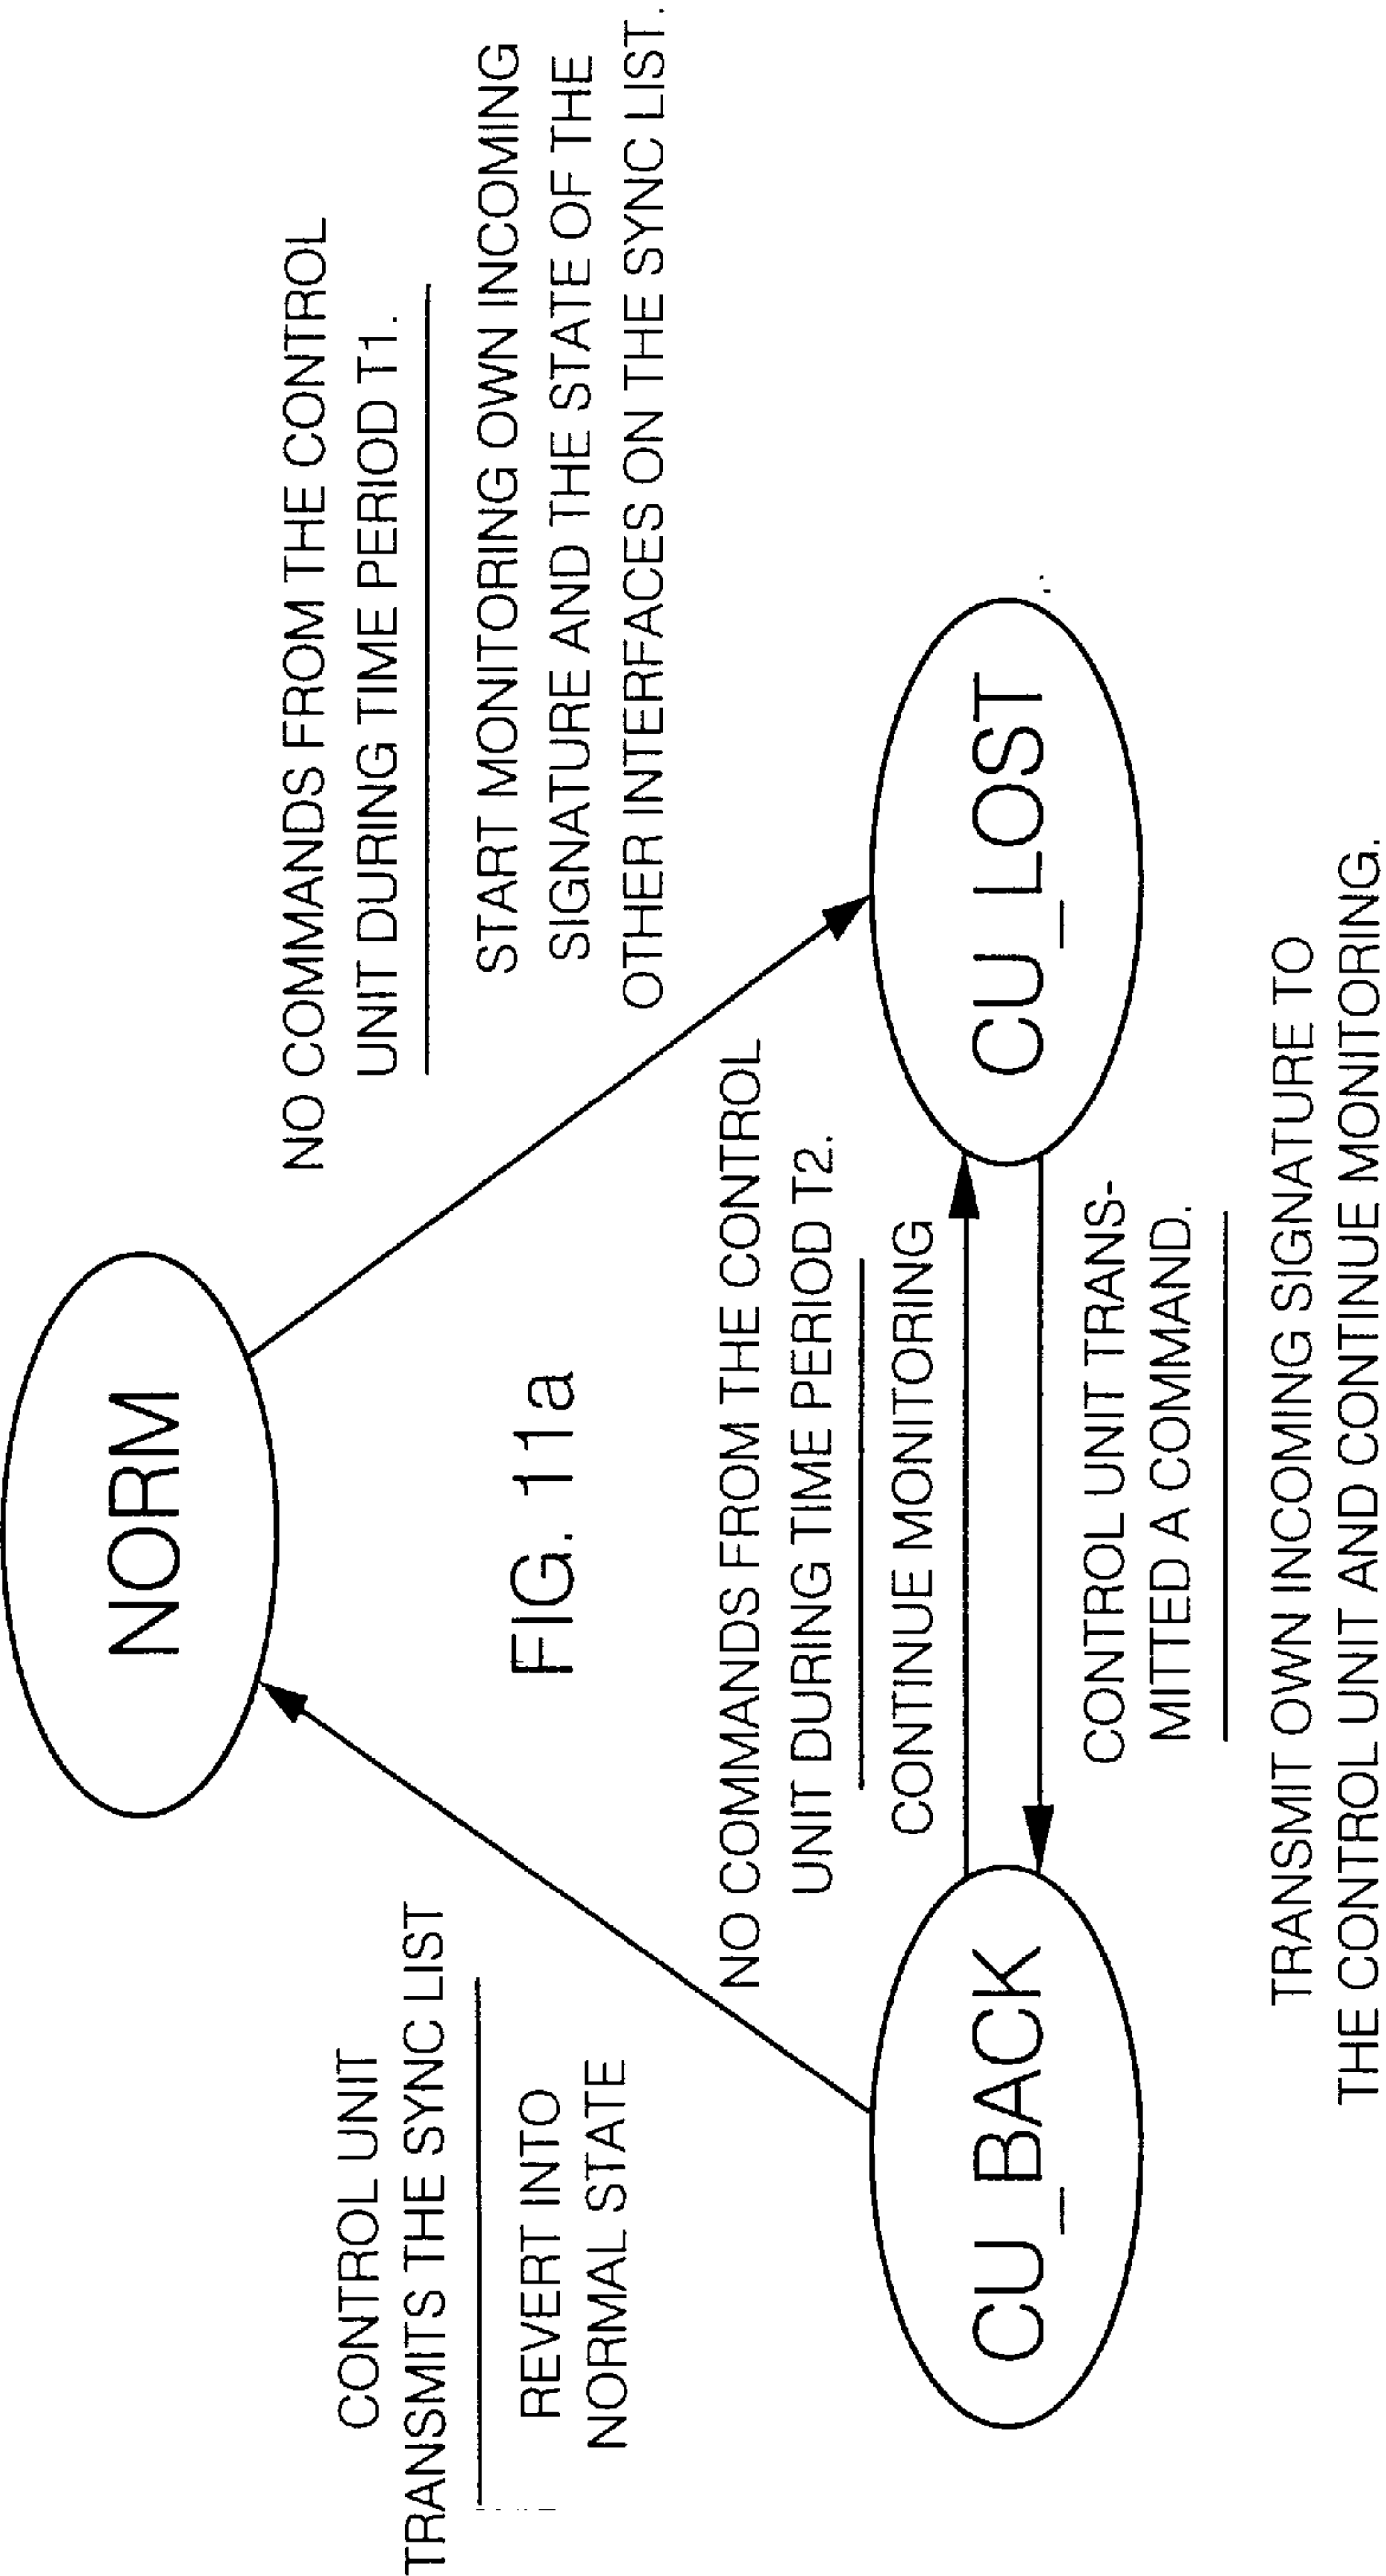 NORM
CONTROL UNIT
TRANSMITS THE SYNC LIST
REVERT INTO
NORMAL STATE
NO COMMANDS FROM THE CONTROL
UNIT DURING TIME PERIOD T1.
START MONITORING OWN INCOMING
SIGNATURE AND THE STATE OF THE
OTHER INTERFACES ON THE SYNC LIST.
FIG. 11a
NO COMMANDS FROM THE CONTROL
UNIT DURING TIME PERIOD T2.
CONTINUE MONITORING
CU_BACK
CU_LOST
CONTROL UNIT TRANS-
MITTED A COMMAND.
TRANSMIT OWN INCOMING SIGNATURE TO
THE CONTROL UNIT AND CONTINUE MONITORING.